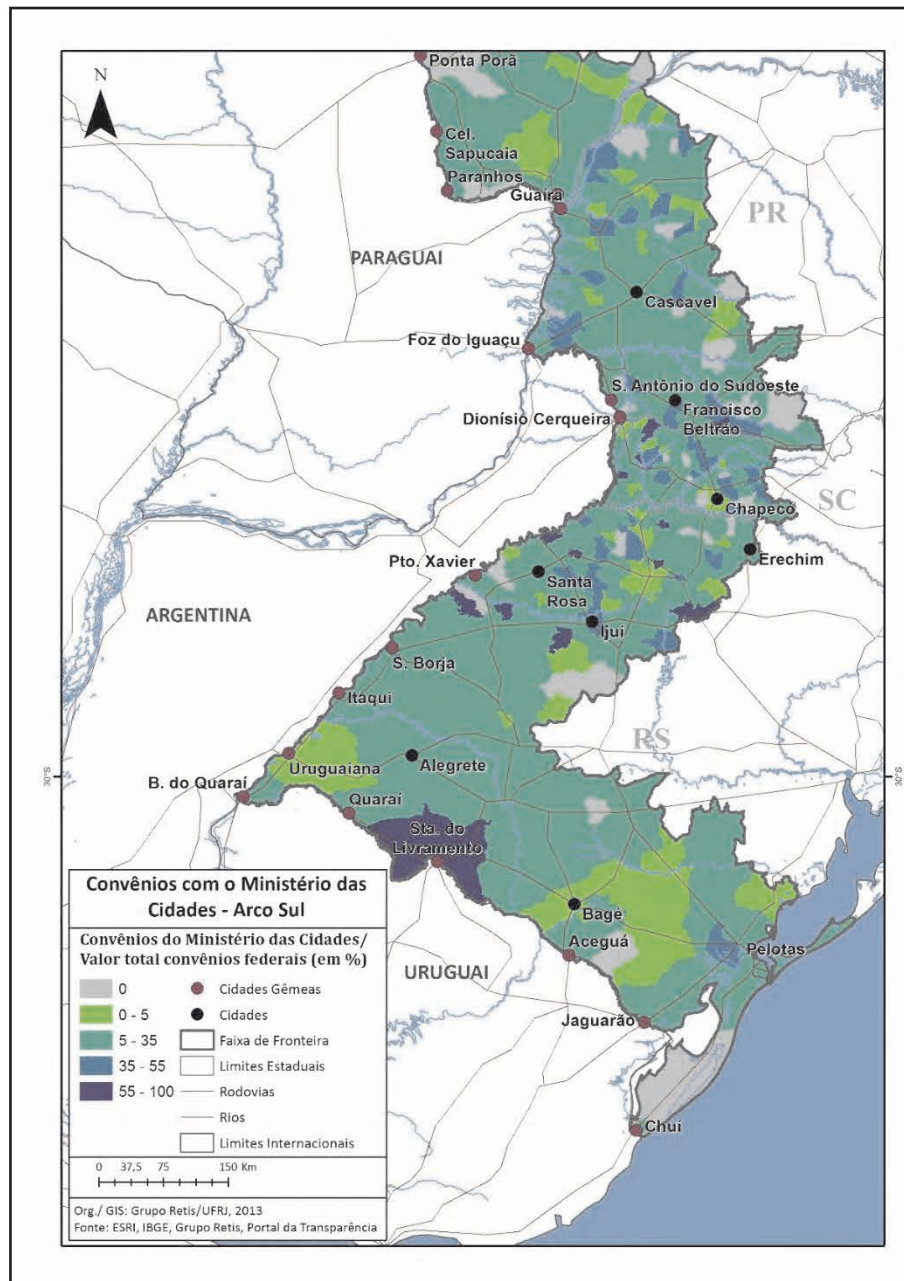 N
Ponta Porã
Cel.
Sapucaia
Paranhos
Guaíra
PR
PARAGUAI
Cascavel
Foz do Iguaçu
S. Antônio do Sudoeste
Francisco
Beltrão
Dionísio Cerqueira
SC
Chapecó
Erechim
Pto. Xavier
Santa
Rosa
ARGENTINA
Ijuí
S. Borja
Itaqui
RS
30°S
30°S
Uruguaiana
Alegrete
B. do Quaraí
Quaraí
Sta. do
Livramento
Bagé
Aceguá
Pelotas
URUGUAI
Jaguarão
Chuí
Convênios com o Ministério das
Cidades - Arco Sul
Convênios do Ministério das Cidades/
Valor total convênios federais (em %)
0
0 - 5
5 - 35
35 - 55
55 - 100
Cidades Gêmeas
Cidades
Faixa de Fronteira
Limites Estaduais
Rodovias
Rios
Limites Internacionais
0 37,5 75 150 Km
Org./ GIS: Grupo Retis/UFRJ, 2013
Fonte: ESRI, IBGE, Grupo Retis, Portal da Transparência